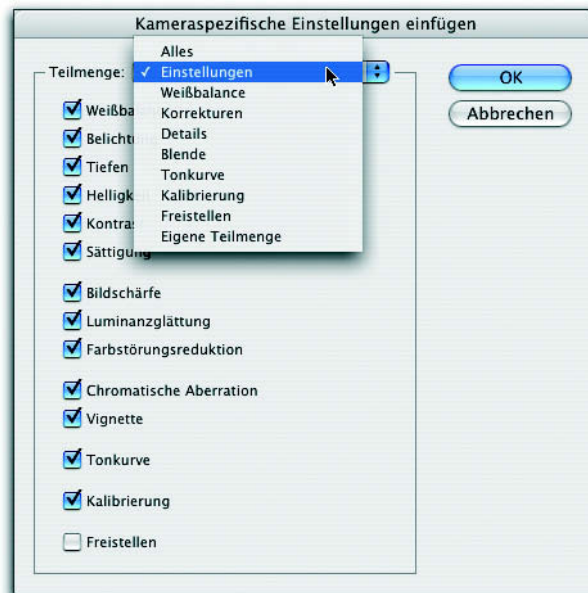 Kameraspezifische Einstellungen einfügen
Teilmenge:
Alles
✓ Einstellungen
Weißbalance
Korrekturen
Details
Blende
Tonkurve
Kalibrierung
Freistellen
Eigene Teilmenge
OK
Abbrechen
Tiefen
Sättigung
Bildschärfe
Luminanzglättung
Farbstörungsreduktion
Chromatische Aberration
Vignette
Tonkurve
Kalibrierung
Freistellen